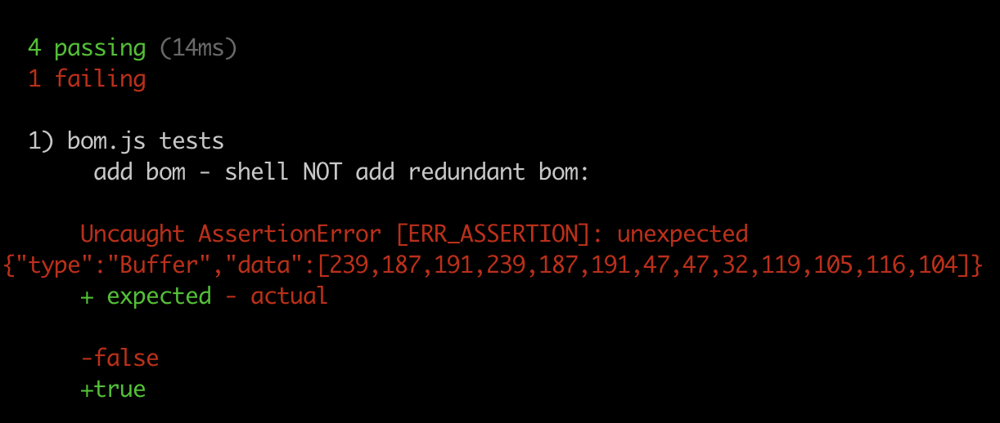 4 passing (14ms)
1 failing
1) bom.js tests
add bom - shell NOT add redundant bom:
Uncaught AssertionError [ERR_ASSERTION]: unexpected
{"type":"Buffer","data":[239,187,191,239,187,191,47,47,32,119,105,116,104]}
+ expected - actual
-false
+true